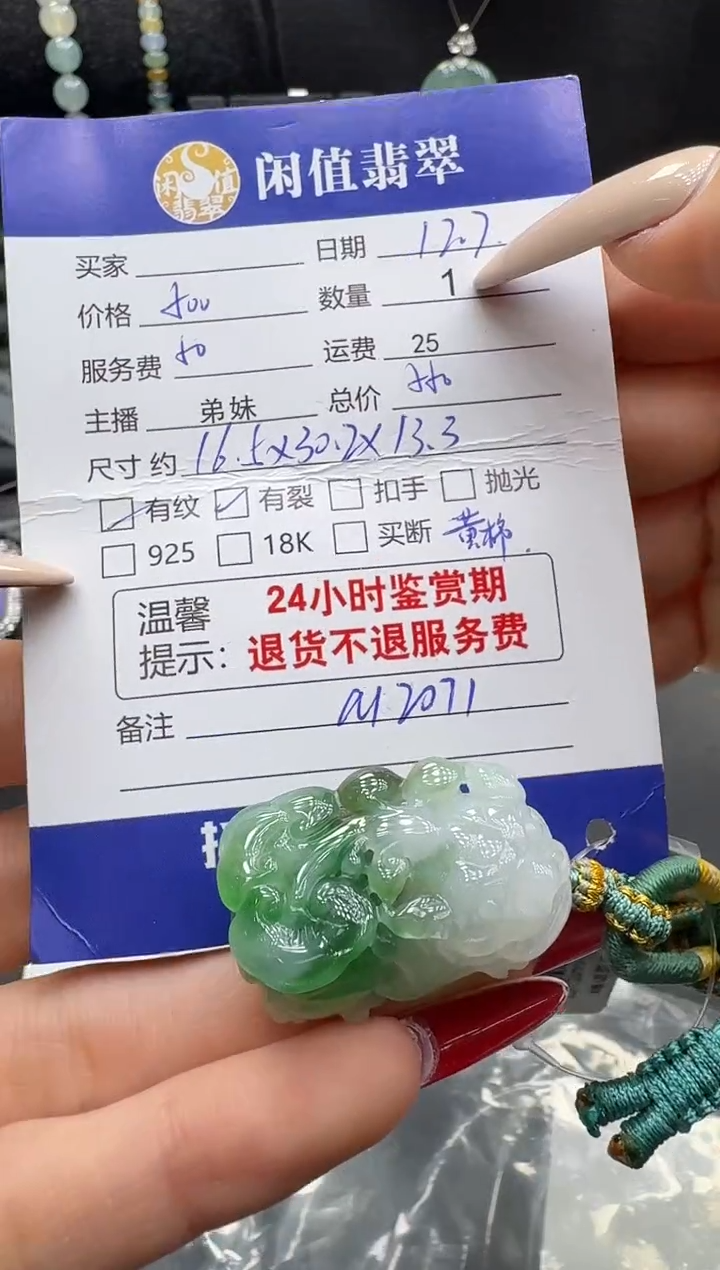 闲值翡翠
闲值翡翠
买家 日期 12.7.
价格 数量 1
服务费 运费 25
主播 弟妹 总价
尺寸 约 16.5x30.2x13.3
有纹 有裂 扣手 抛光
925 18K 买断 黄棉.
温馨提示： 24小时鉴赏期
退货不退服务费
备注